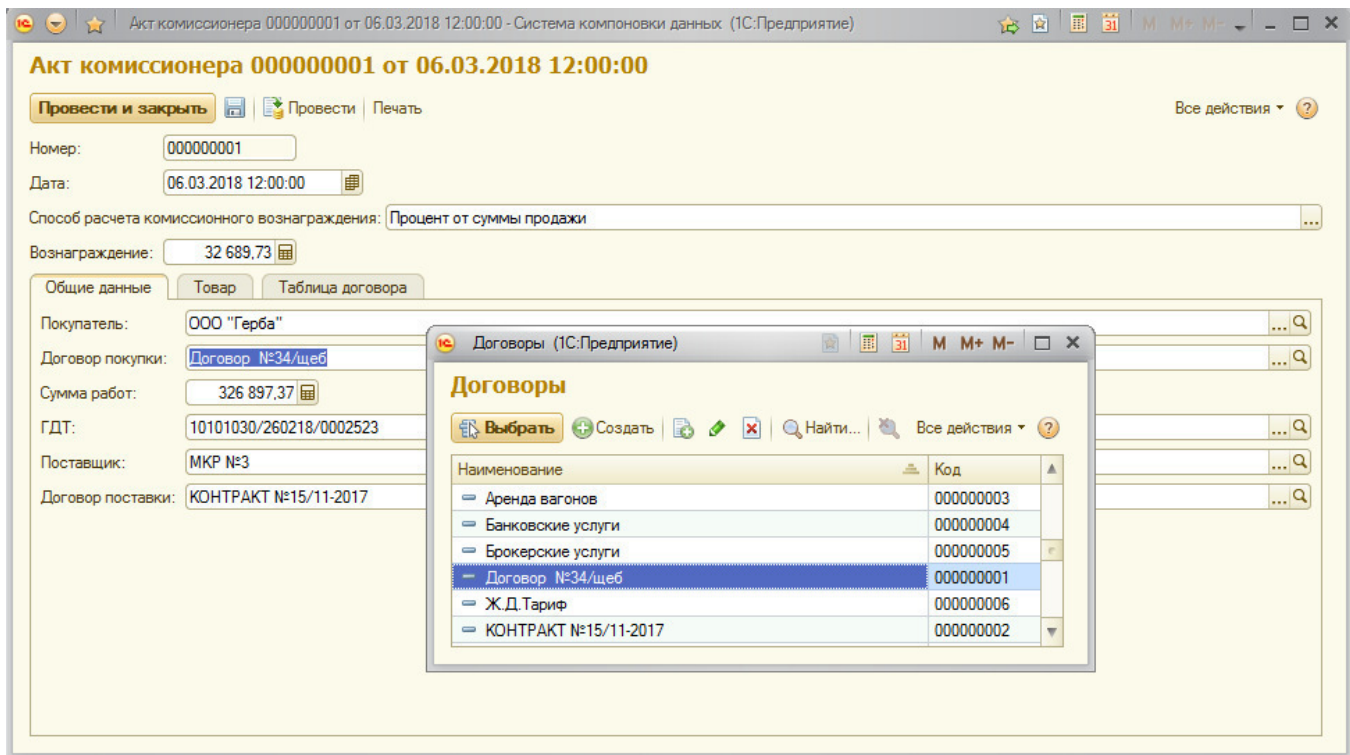 Акт комиссионера 000000001 от 06.03.2018 12:00:00 - Система компоновки данных (1С:Предприятие) 31 M M+ M-
Акт комиссионера 000000001 от 06.03.2018 12:00:00
Провести и закрыть Провести Печать Все действия ?
Номер: 000000001
Дата: 06.03.2018 12:00:00
Способ расчета комиссионного вознаграждения: Процент от суммы продажи ...
Вознаграждение: 32 689,73
Общие данные Товар Таблица договора
Покупатель: ООО "Герба" ...
Договор покупки: Договор №34/щеб ...
Сумма работ: 326 897,37
ГДТ: 10101030/260218/0002523 ...
Поставщик: МКР №3 ...
Договор поставки: КОНТРАКТ №15/11-2017 ...
Договоры (1С:Предприятие) 31 M M+ M-
Договоры
Выбрать Создать Найти... Все действия ?
Наименование Код
Аренда вагонов 000000003
Банковские услуги 000000004
Брокерские услуги 000000005
Договор №34/щеб 000000001
Ж.Д.Тариф 000000006
КОНТРАКТ №15/11-2017 000000002